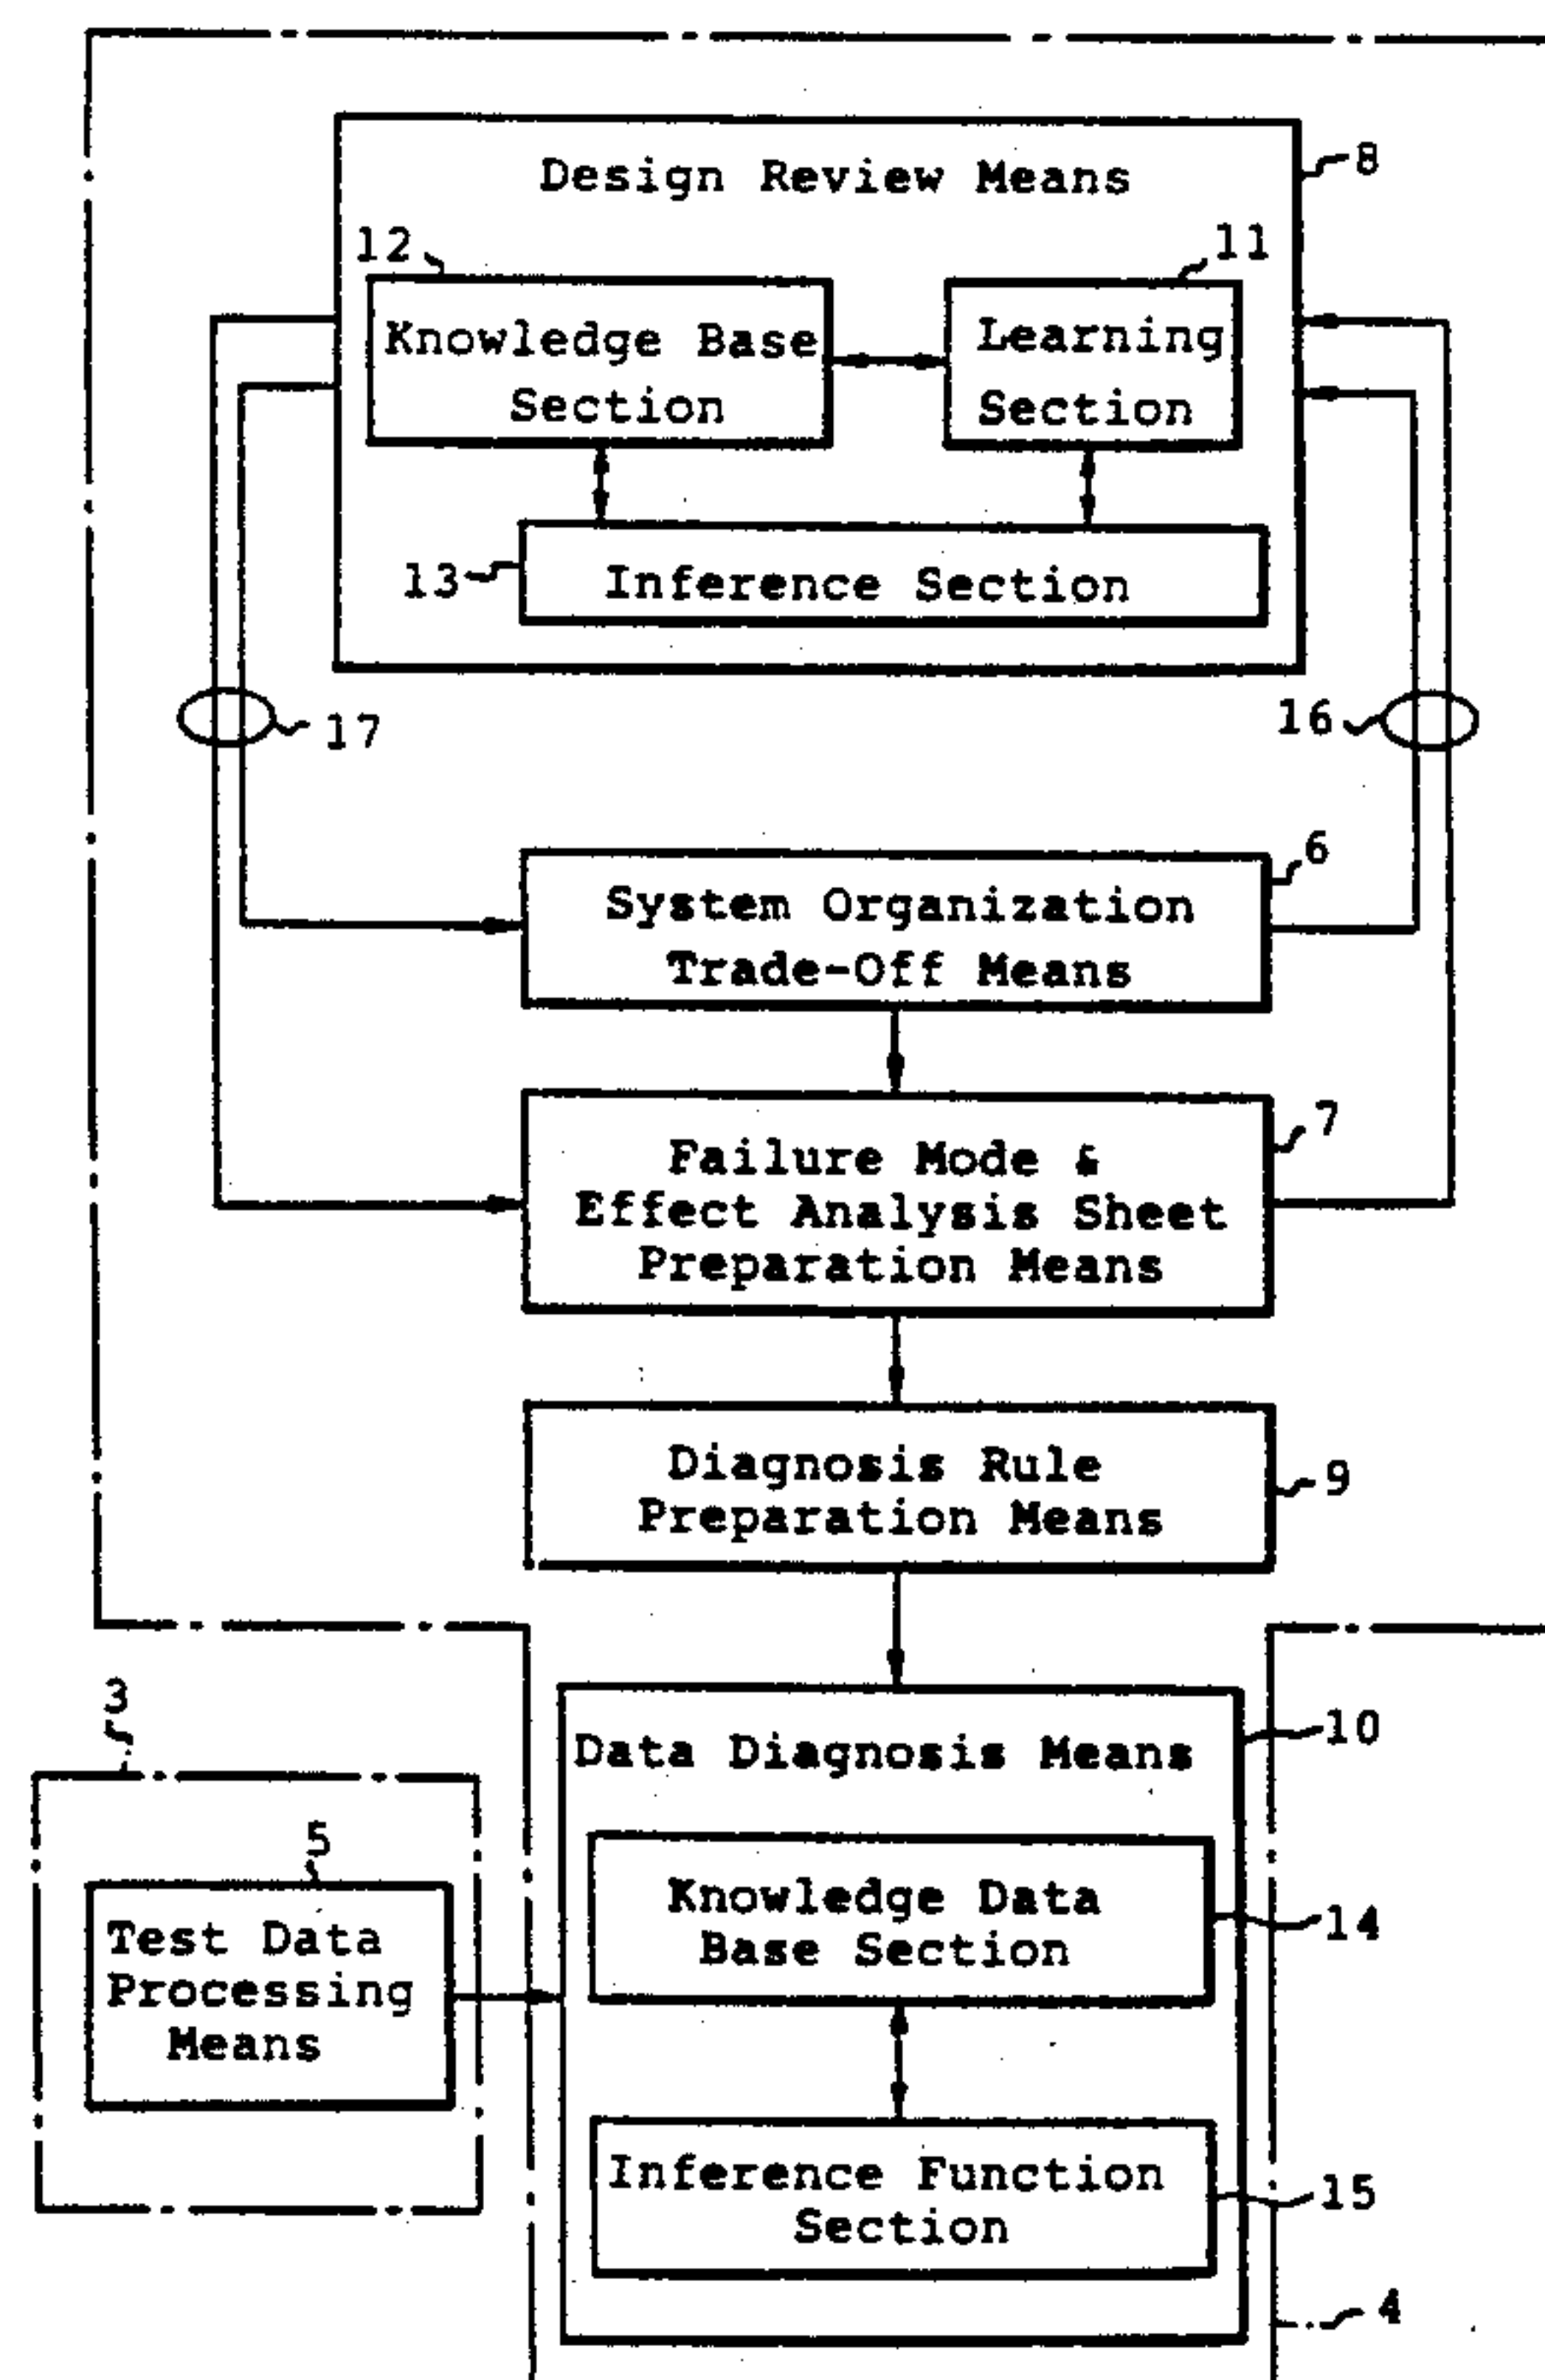 Design Review Means
8
12
11
Knowledge Base
Section
Learning
Section
13
Inference Section
17
16
6
System Organization
Trade-Off Means
7
Failure Mode &
Effect Analysis Sheet
Preparation Means
Diagnosis Rule
Preparation Means
9
3
10
Data Diagnosis Means
5
Test Data
Processing
Means
Knowledge Data
Base Section
14
Inference Function
Section
15
4